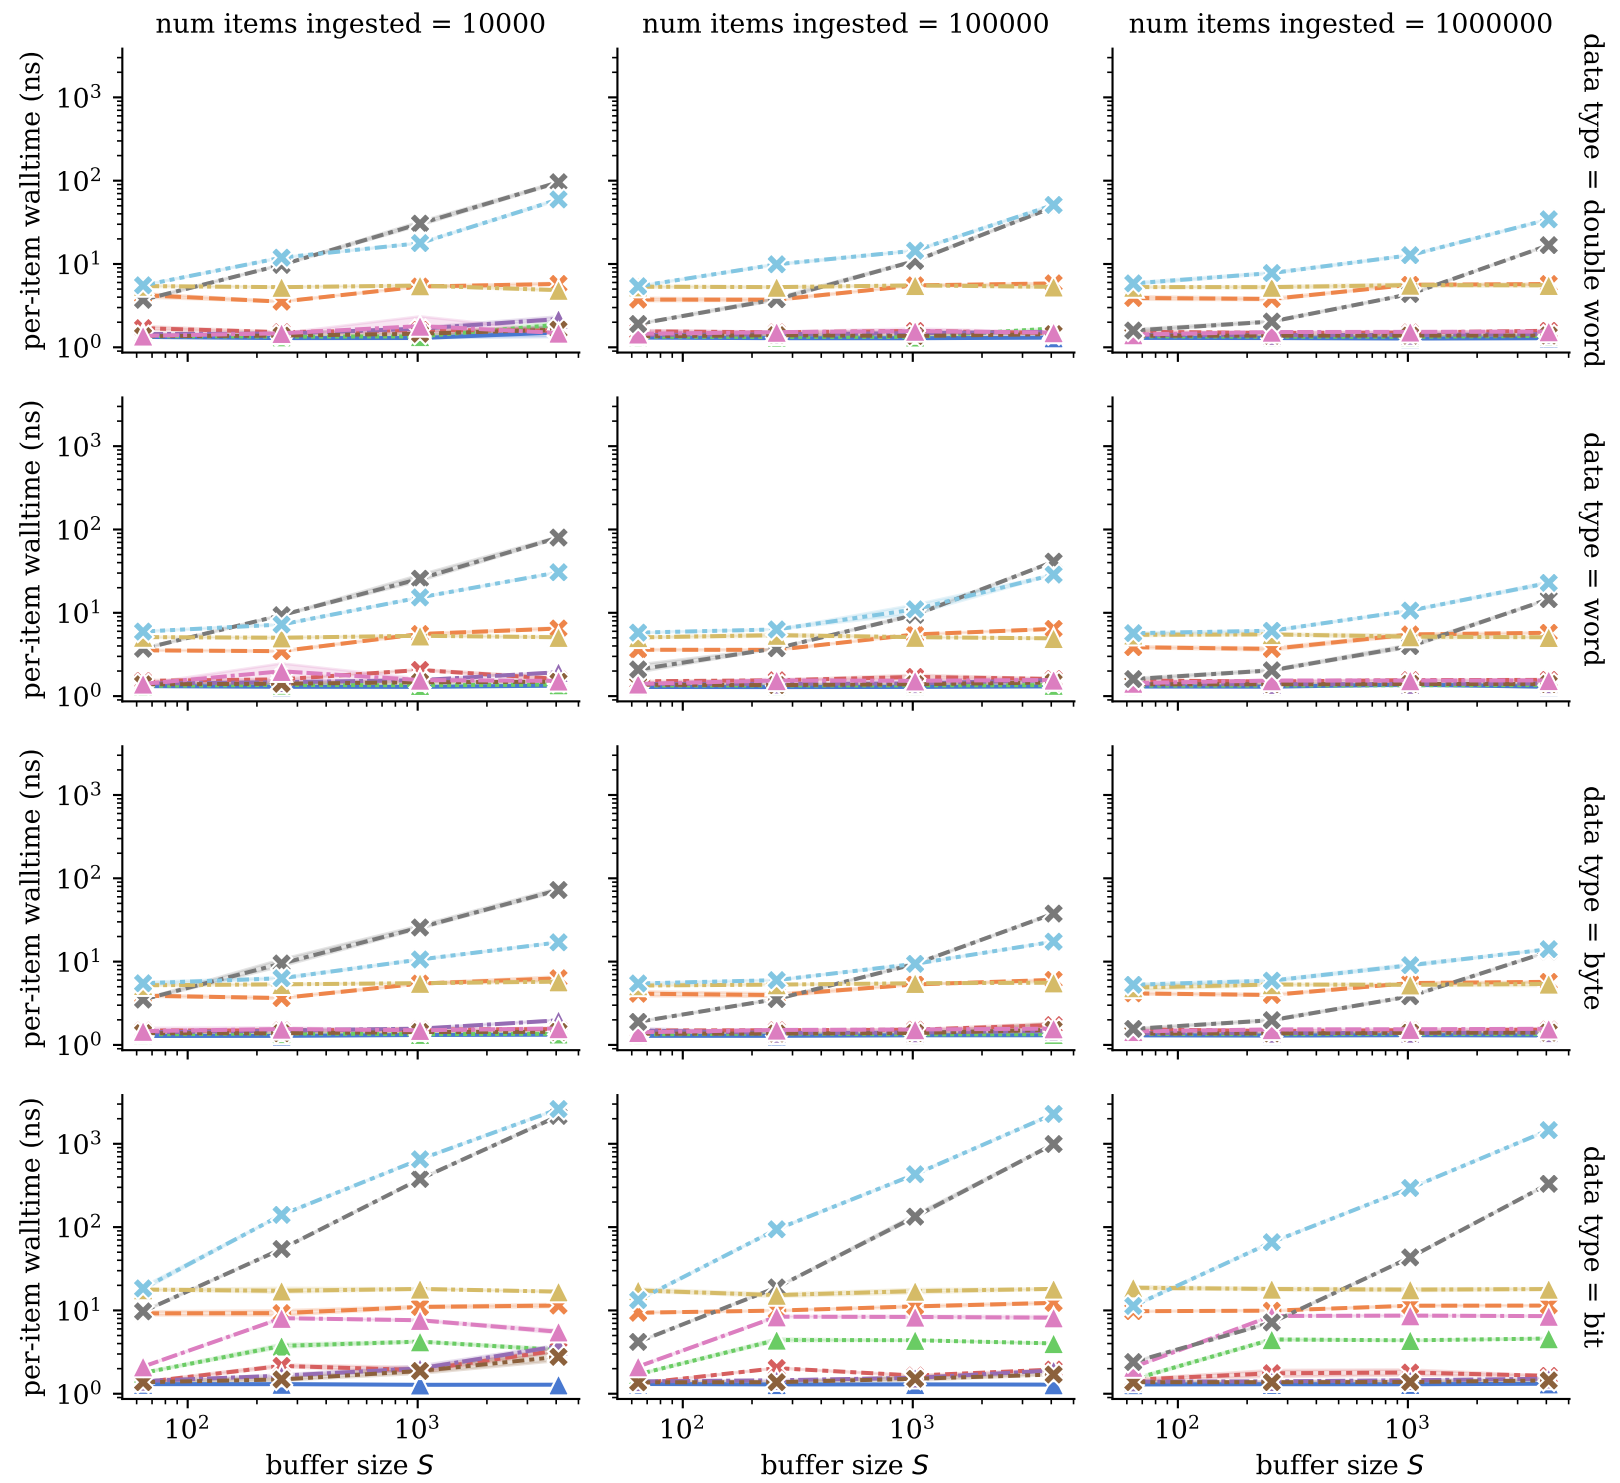 num items ingested = 10000
num items ingested = 100000
num items ingested = 1000000
per-item walltime (ns)
10³
10²
10¹
10⁰
data type = double word
per-item walltime (ns)
10³
10²
10¹
10⁰
data type = word
per-item walltime (ns)
10³
10²
10¹
10⁰
data type = byte
per-item walltime (ns)
10³
10²
10¹
10⁰
data type = bit
10² 10³
10² 10³
10² 10³
buffer size S
buffer size S
buffer size S